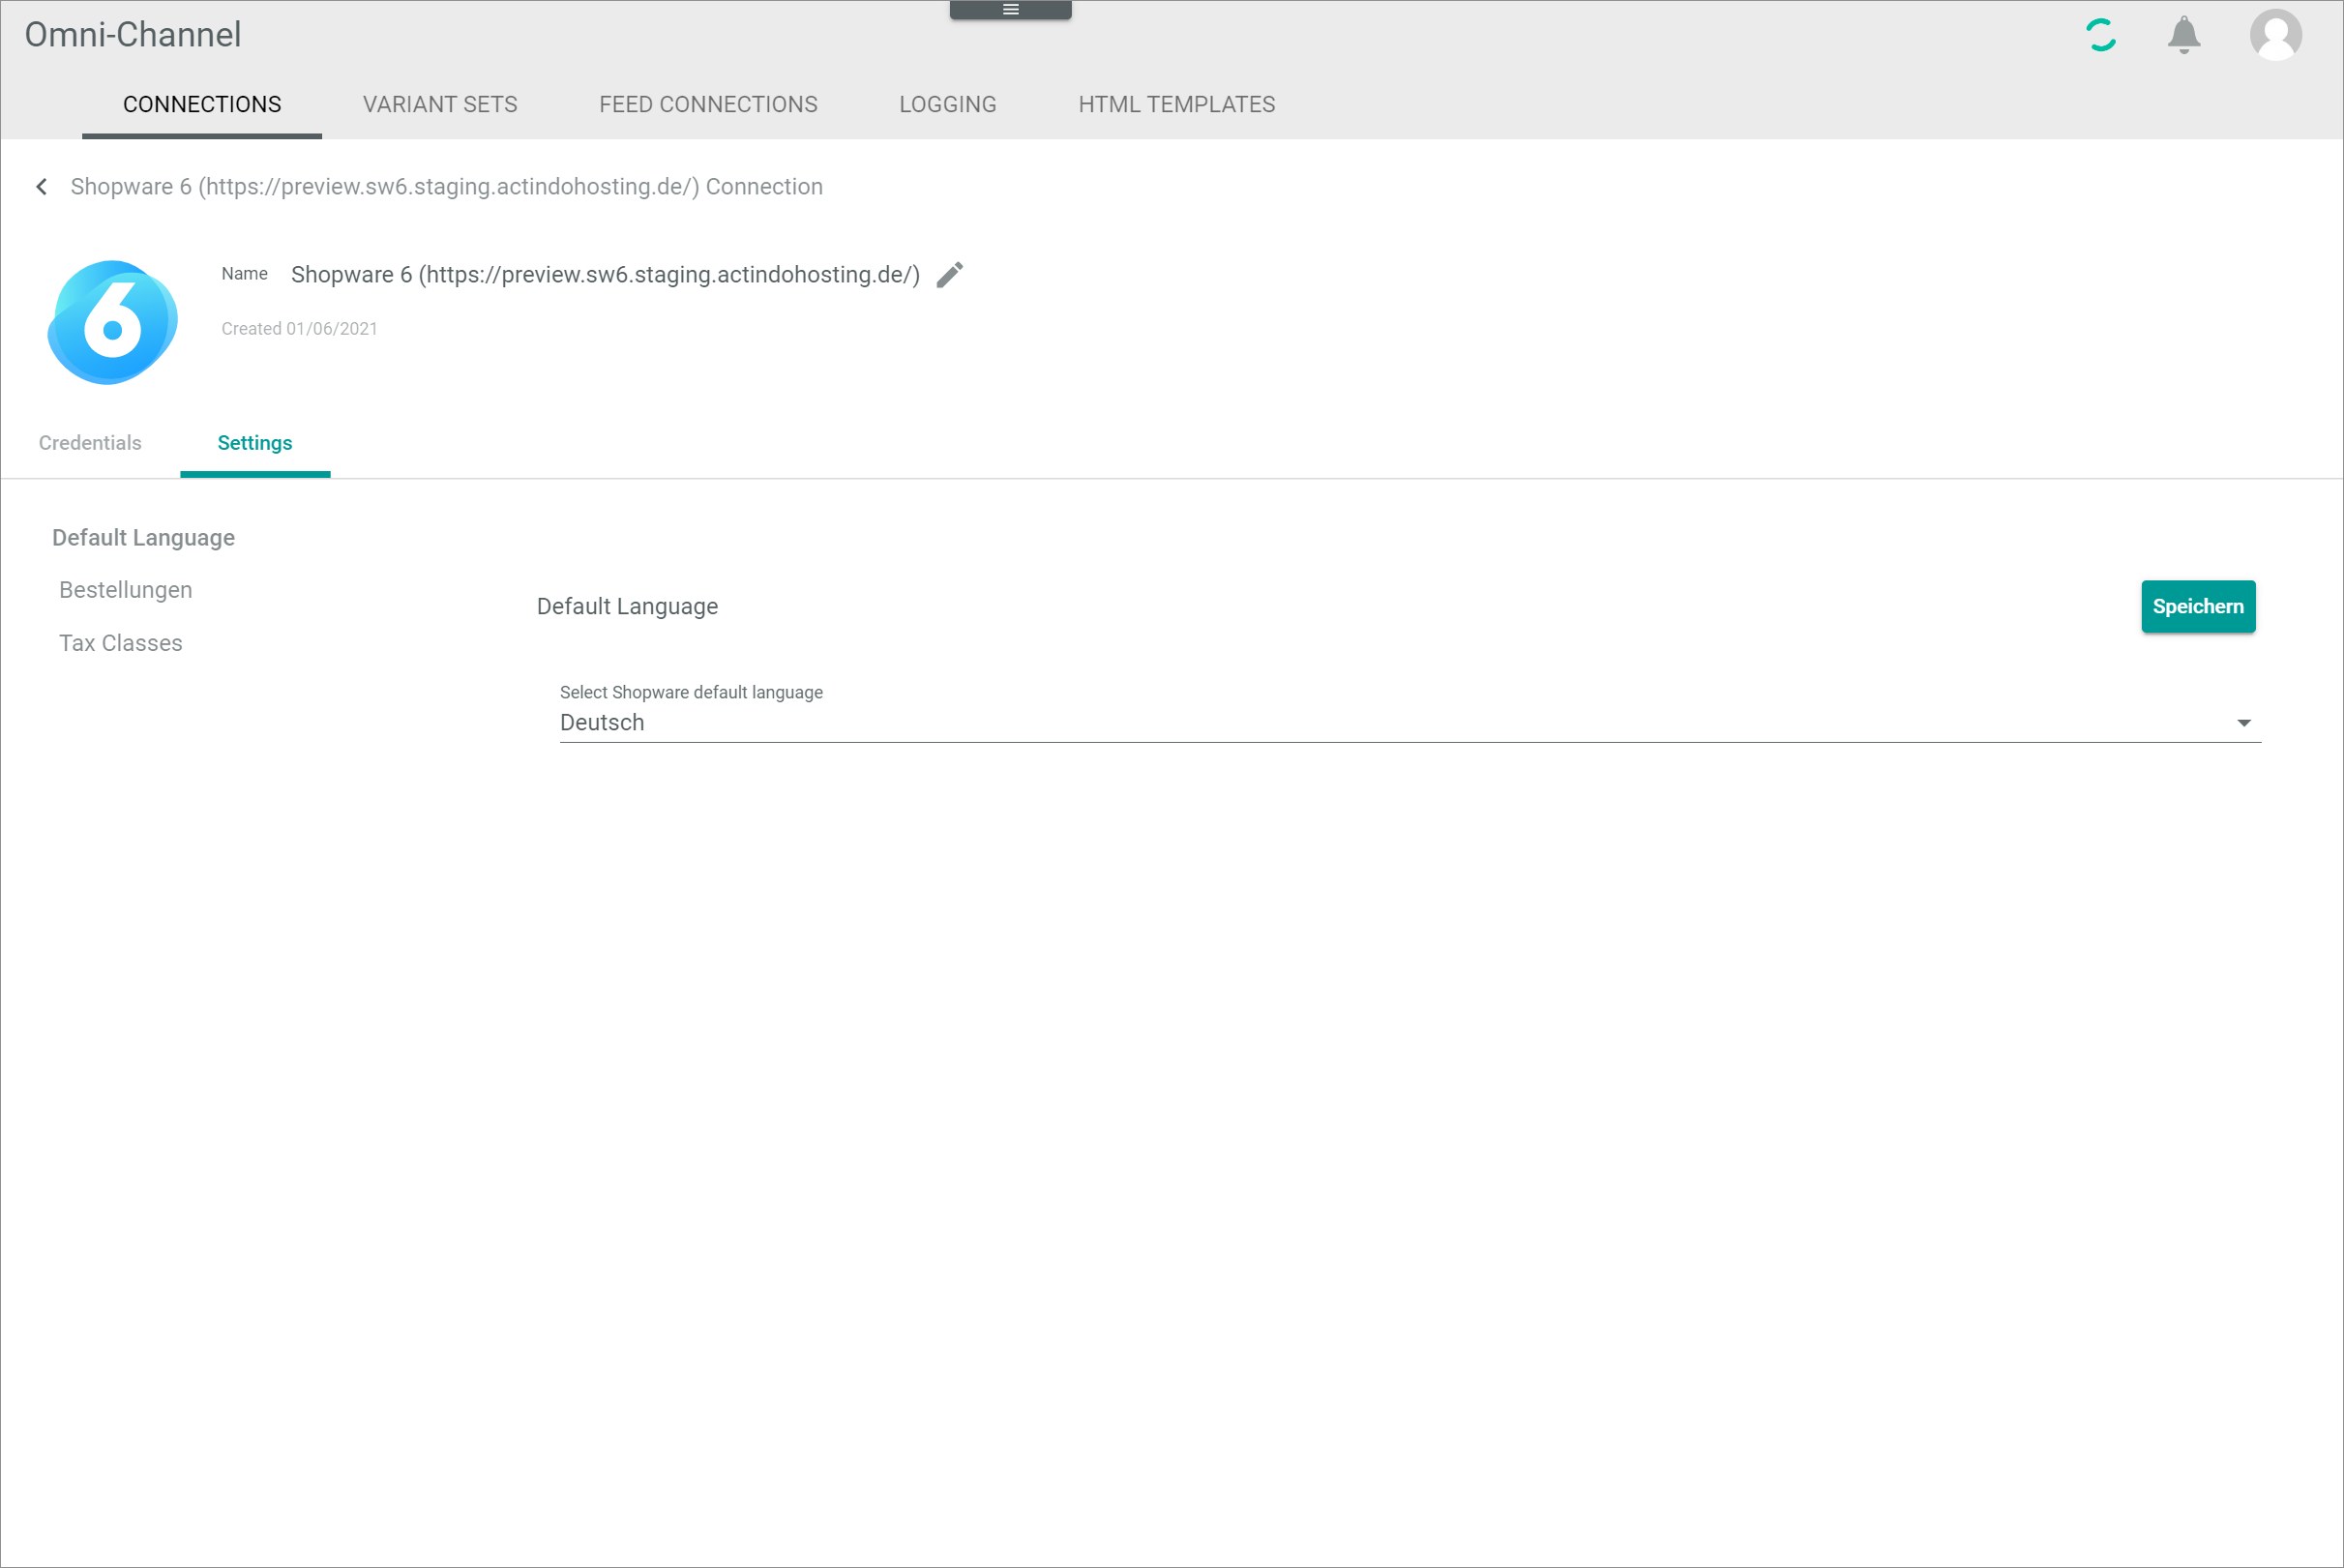 Omni-Channel
CONNECTIONS VARIANT SETS FEED CONNECTIONS LOGGING HTML TEMPLATES
Shopware 6 (https://preview.sw6.staging.actindohosting.de/) Connection
6
Name Shopware 6 (https://preview.sw6.staging.actindohosting.de/)
Created 01/06/2021
Credentials Settings
Default Language
Bestellungen
Tax Classes
Default Language
Speichern
Select Shopware default language
Deutsch